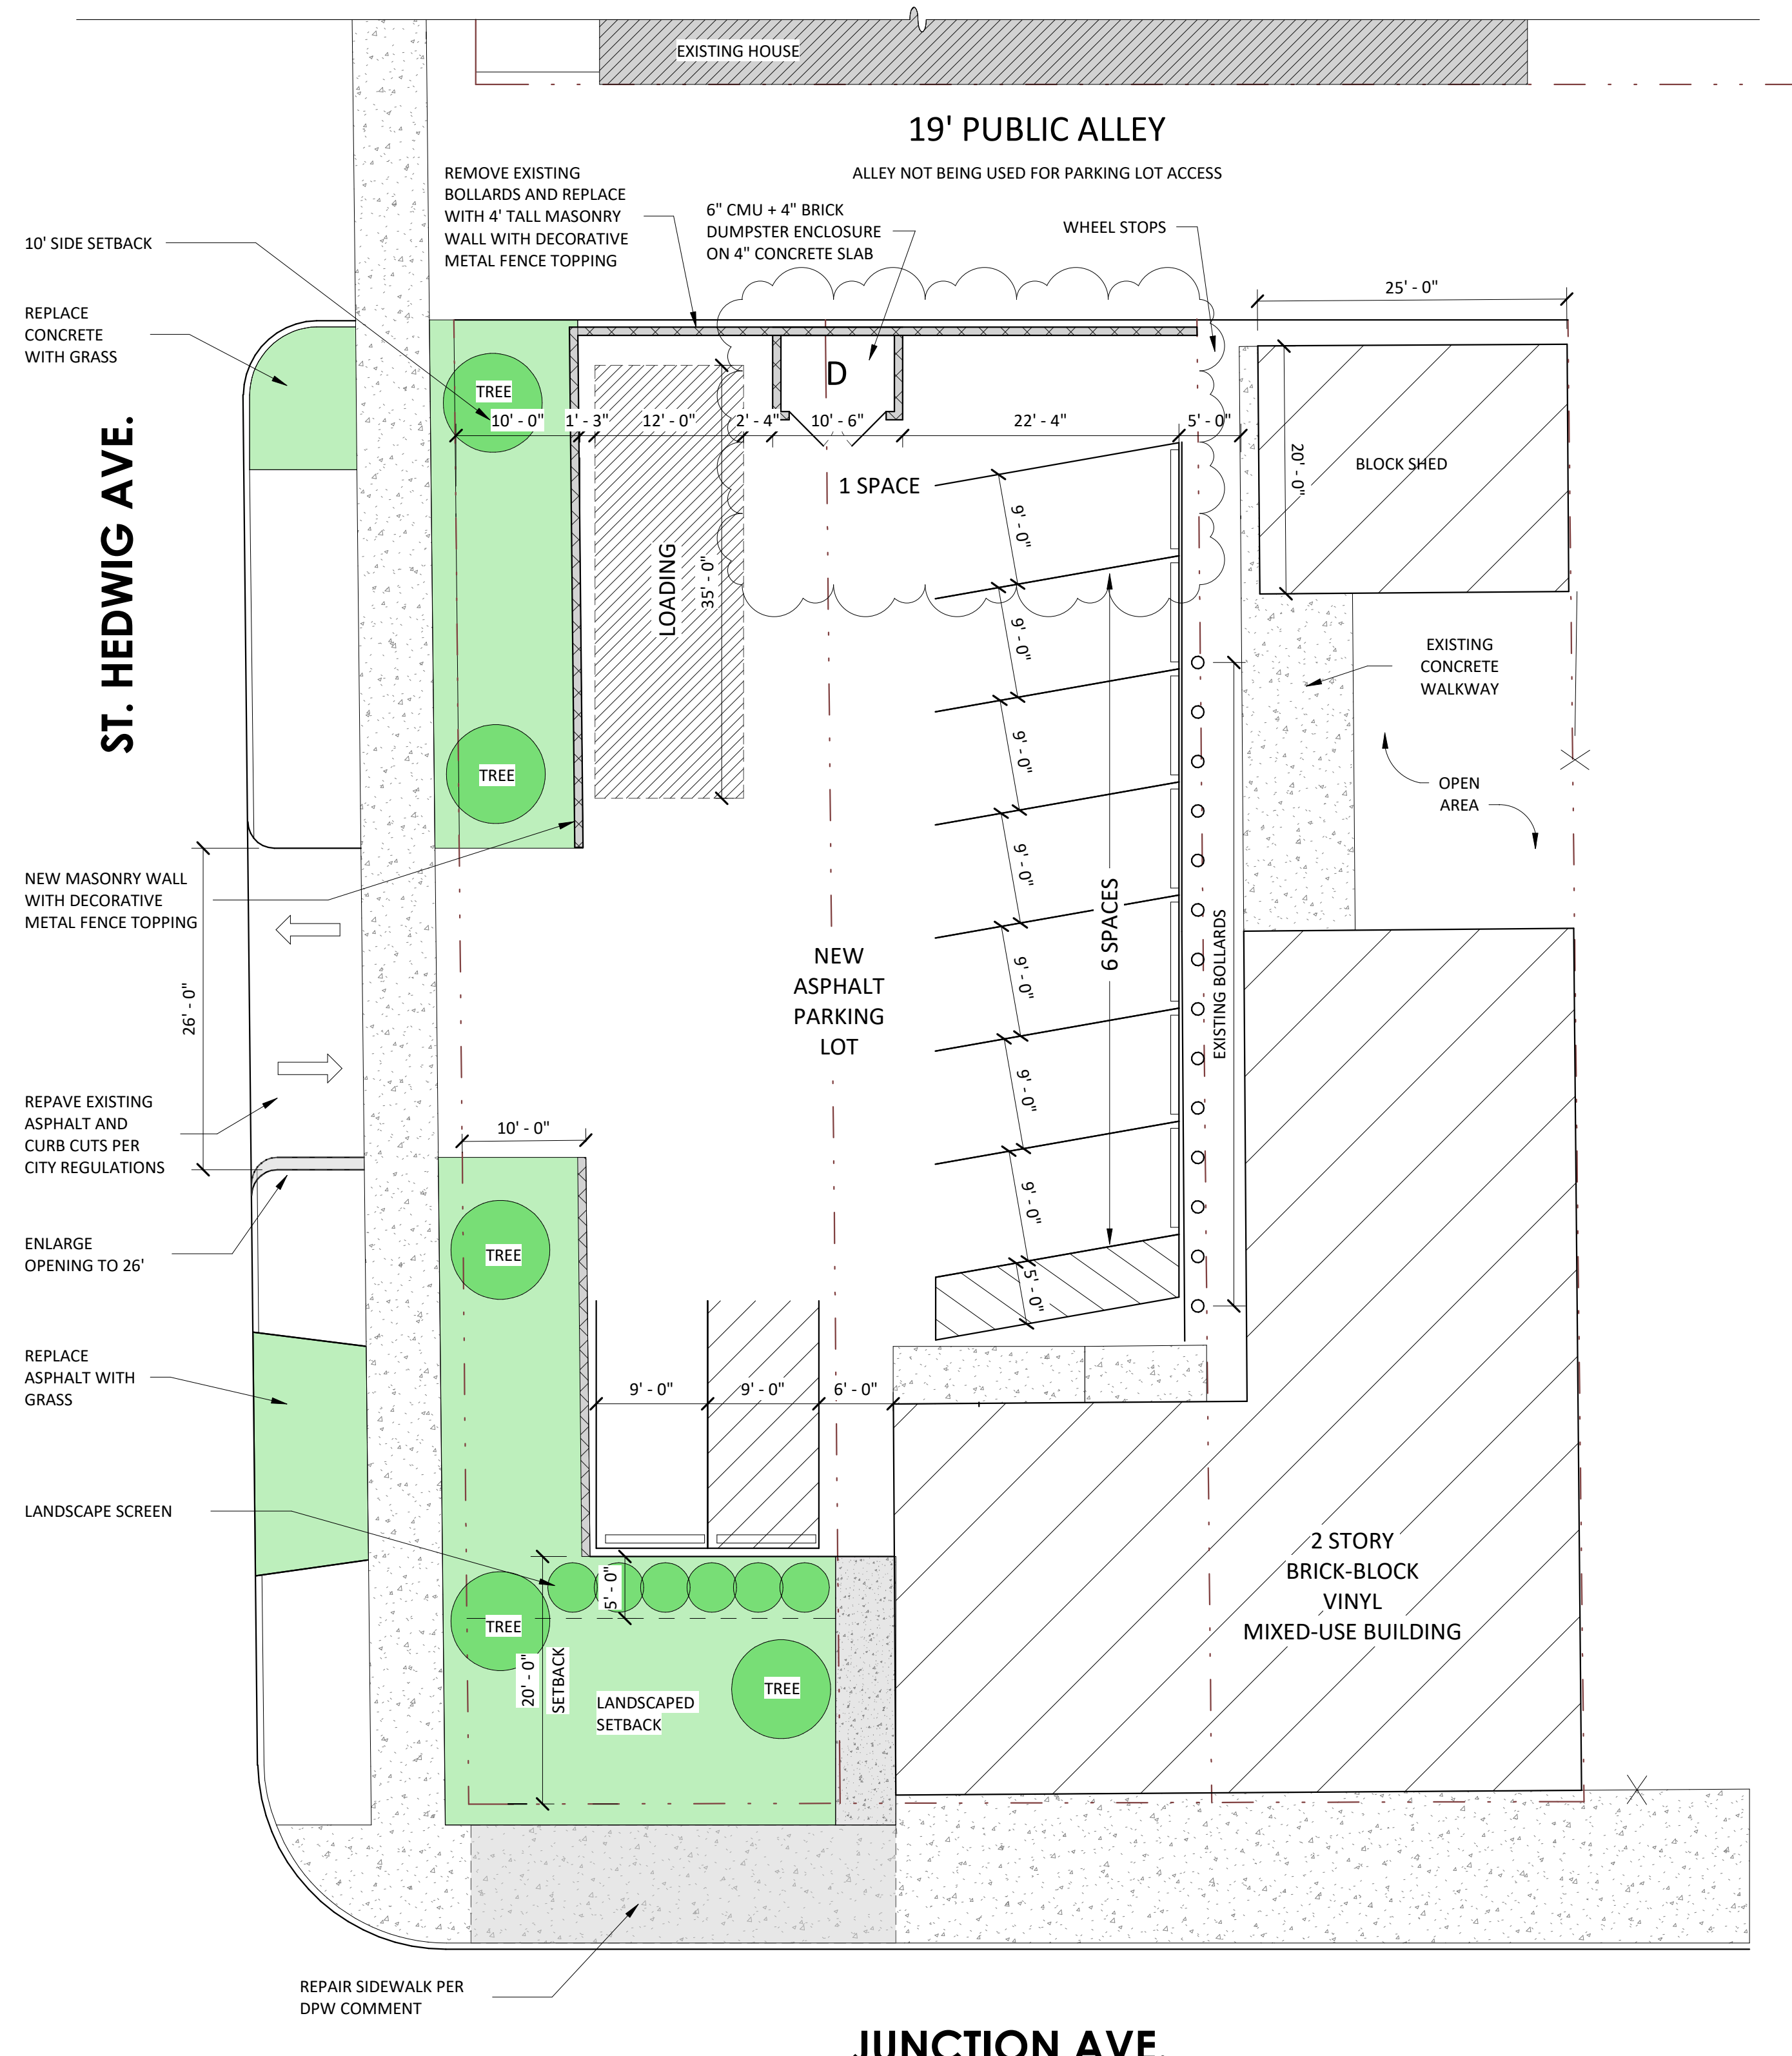 EXISTING HOUSE
19' PUBLIC ALLEY
ALLEY NOT BEING USED FOR PARKING LOT ACCESS
REMOVE EXISTING
BOLLARDS AND REPLACE
WITH 4' TALL MASONRY
WALL WITH DECORATIVE
METAL FENCE TOPPING
6" CMU + 4" BRICK
DUMPSTER ENCLOSURE
ON 4" CONCRETE SLAB
WHEEL STOPS
10' SIDE SETBACK
REPLACE
CONCRETE
WITH GRASS
25' - 0"
D
TREE
10' - 0"
1' - 3"
12' - 0"
2' - 4"
10' - 6"
22' - 4"
5' - 0"
20' - 0"
BLOCK SHED
1 SPACE
ST. HEDWIG AVE.
LOADING
35' - 0"
9' - 0"
9' - 0"
9' - 0"
9' - 0"
9' - 0"
9' - 0"
9' - 0"
5' - 0"
6 SPACES
EXISTING BOLLARDS
EXISTING
CONCRETE
WALKWAY
OPEN
AREA
TREE
NEW MASONRY WALL
WITH DECORATIVE
METAL FENCE TOPPING
26' - 0"
NEW
ASPHALT
PARKING
LOT
REPAVE EXISTING
ASPHALT AND
CURB CUTS PER
CITY REGULATIONS
10' - 0"
ENLARGE
OPENING TO 26'
TREE
REPLACE
ASPHALT WITH
GRASS
9' - 0"
9' - 0"
6' - 0"
LANDSCAPE SCREEN
5' - 0"
TREE
20' - 0"
SETBACK
LANDSCAPED
SETBACK
TREE
2 STORY
BRICK-BLOCK
VINYL
MIXED-USE BUILDING
REPAIR SIDEWALK PER
DPW COMMENT
JUNCTION AVE.